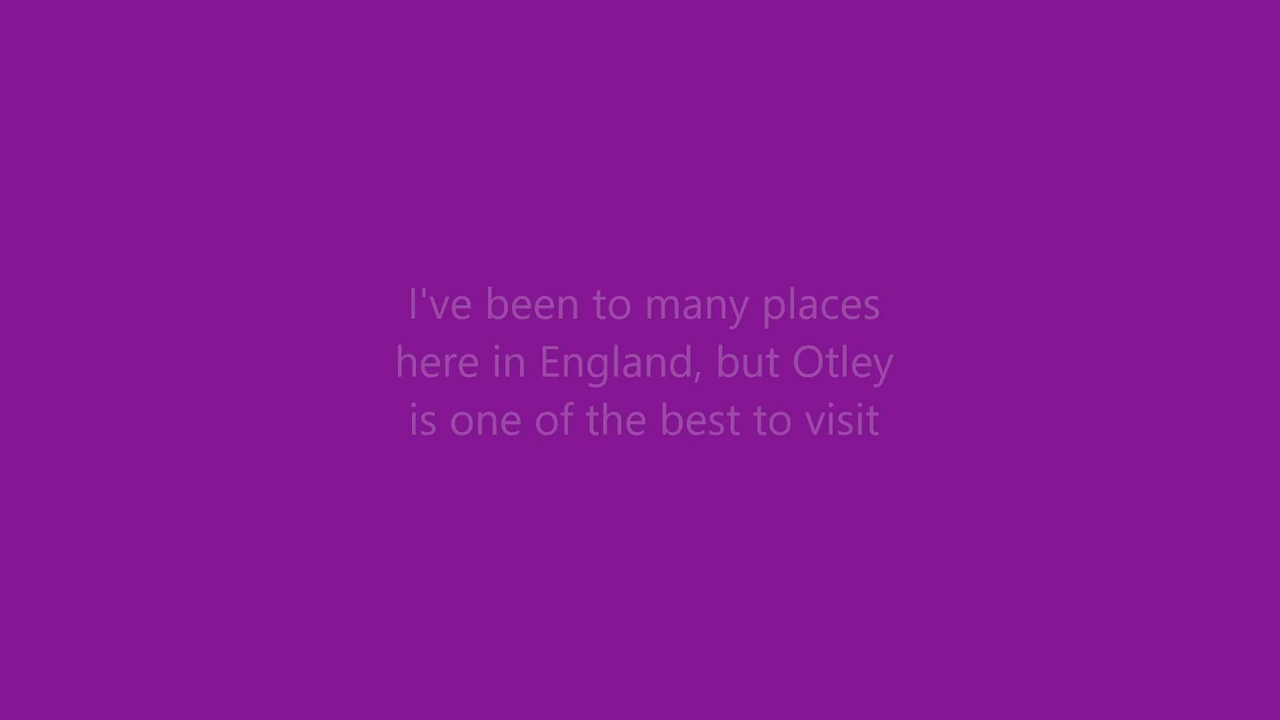 I've been to many places
here in England, but Otley
is one of the best to visit